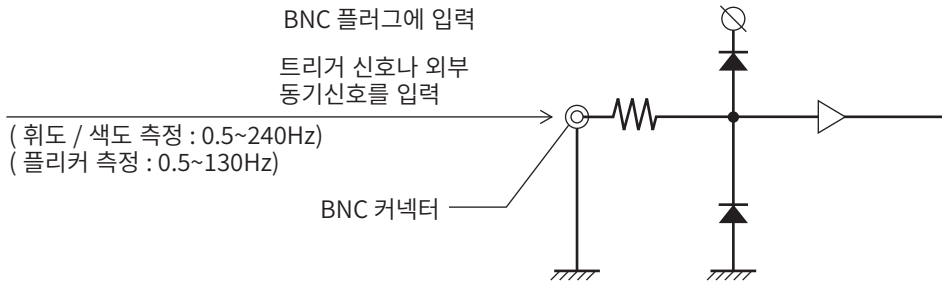 BNC 플러그에 입력
트리거 신호나 외부
동기신호를 입력
( 휘도 / 색도 측정 : 0.5~240Hz)
( 플리커 측정 : 0.5~130Hz)
BNC 커넥터